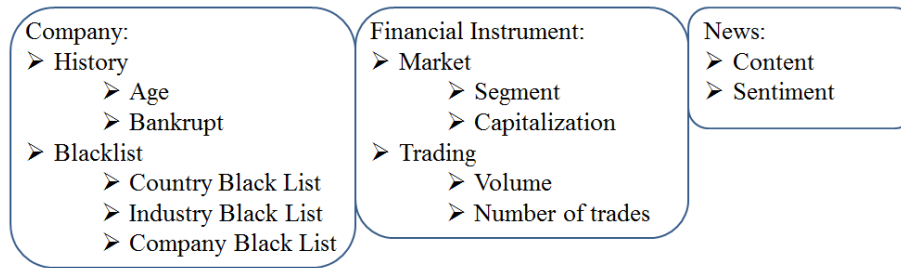 Company:
➢ History
➢ Age
➢ Bankrupt
➢ Blacklist
➢ Country Black List
➢ Industry Black List
➢ Company Black List
Financial Instrument:
➢ Market
➢ Segment
➢ Capitalization
➢ Trading
➢ Volume
➢ Number of trades
News:
➢ Content
➢ Sentiment